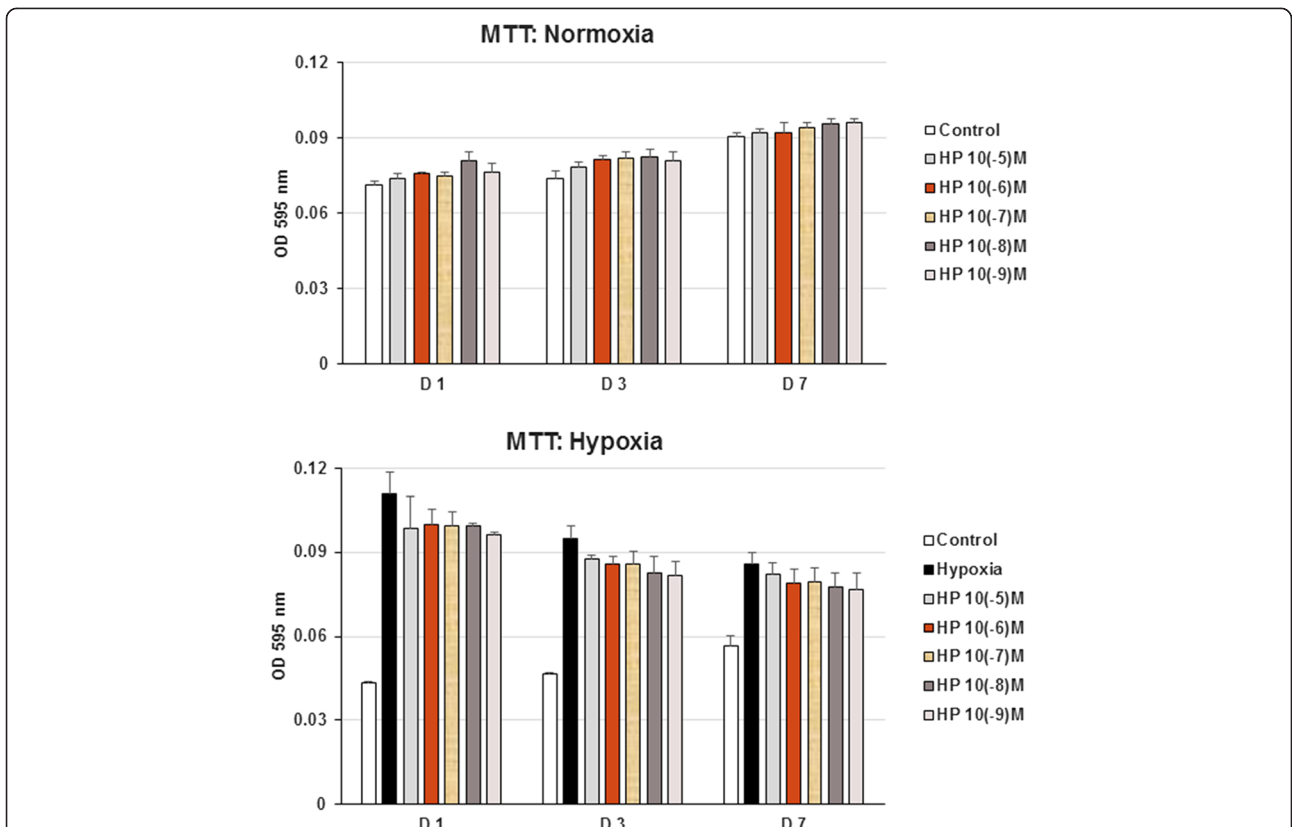 MTT: Normoxia
0.12
0.09
0.06
0.03
0
OD 595 nm
D 1
D 3
D 7
Control
HP 10(-5)M
HP 10(-6)M
HP 10(-7)M
HP 10(-8)M
HP 10(-9)M
MTT: Hypoxia
0.12
0.09
0.06
0.03
0
OD 595 nm
D 1
D 3
D 7
Control
Hypoxia
HP 10(-5)M
HP 10(-6)M
HP 10(-7)M
HP 10(-8)M
HP 10(-9)M